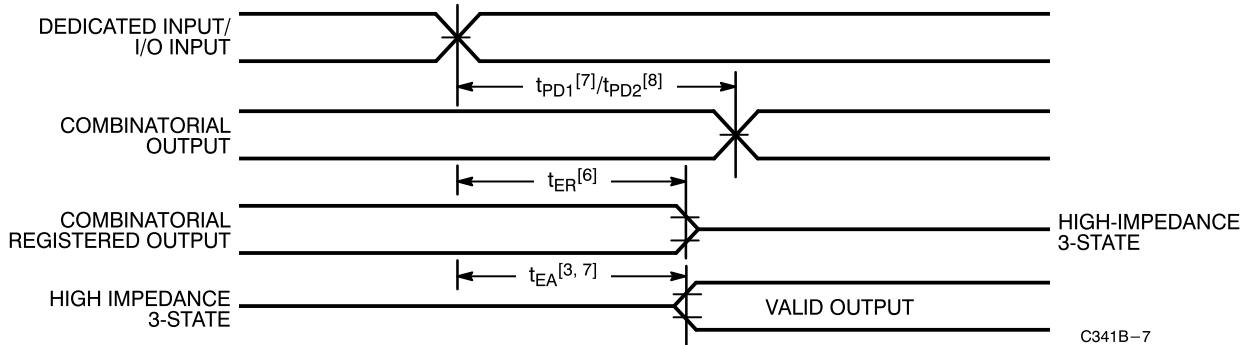 DEDICATED INPUT/
I/O INPUT
tPD1[7]/tPD2[8]
COMBINATORIAL
OUTPUT
tER[6]
COMBINATORIAL
REGISTERED OUTPUT
HIGH-IMPEDANCE
3-STATE
tEA[3, 7]
HIGH IMPEDANCE
3-STATE
VALID OUTPUT
C341B–7